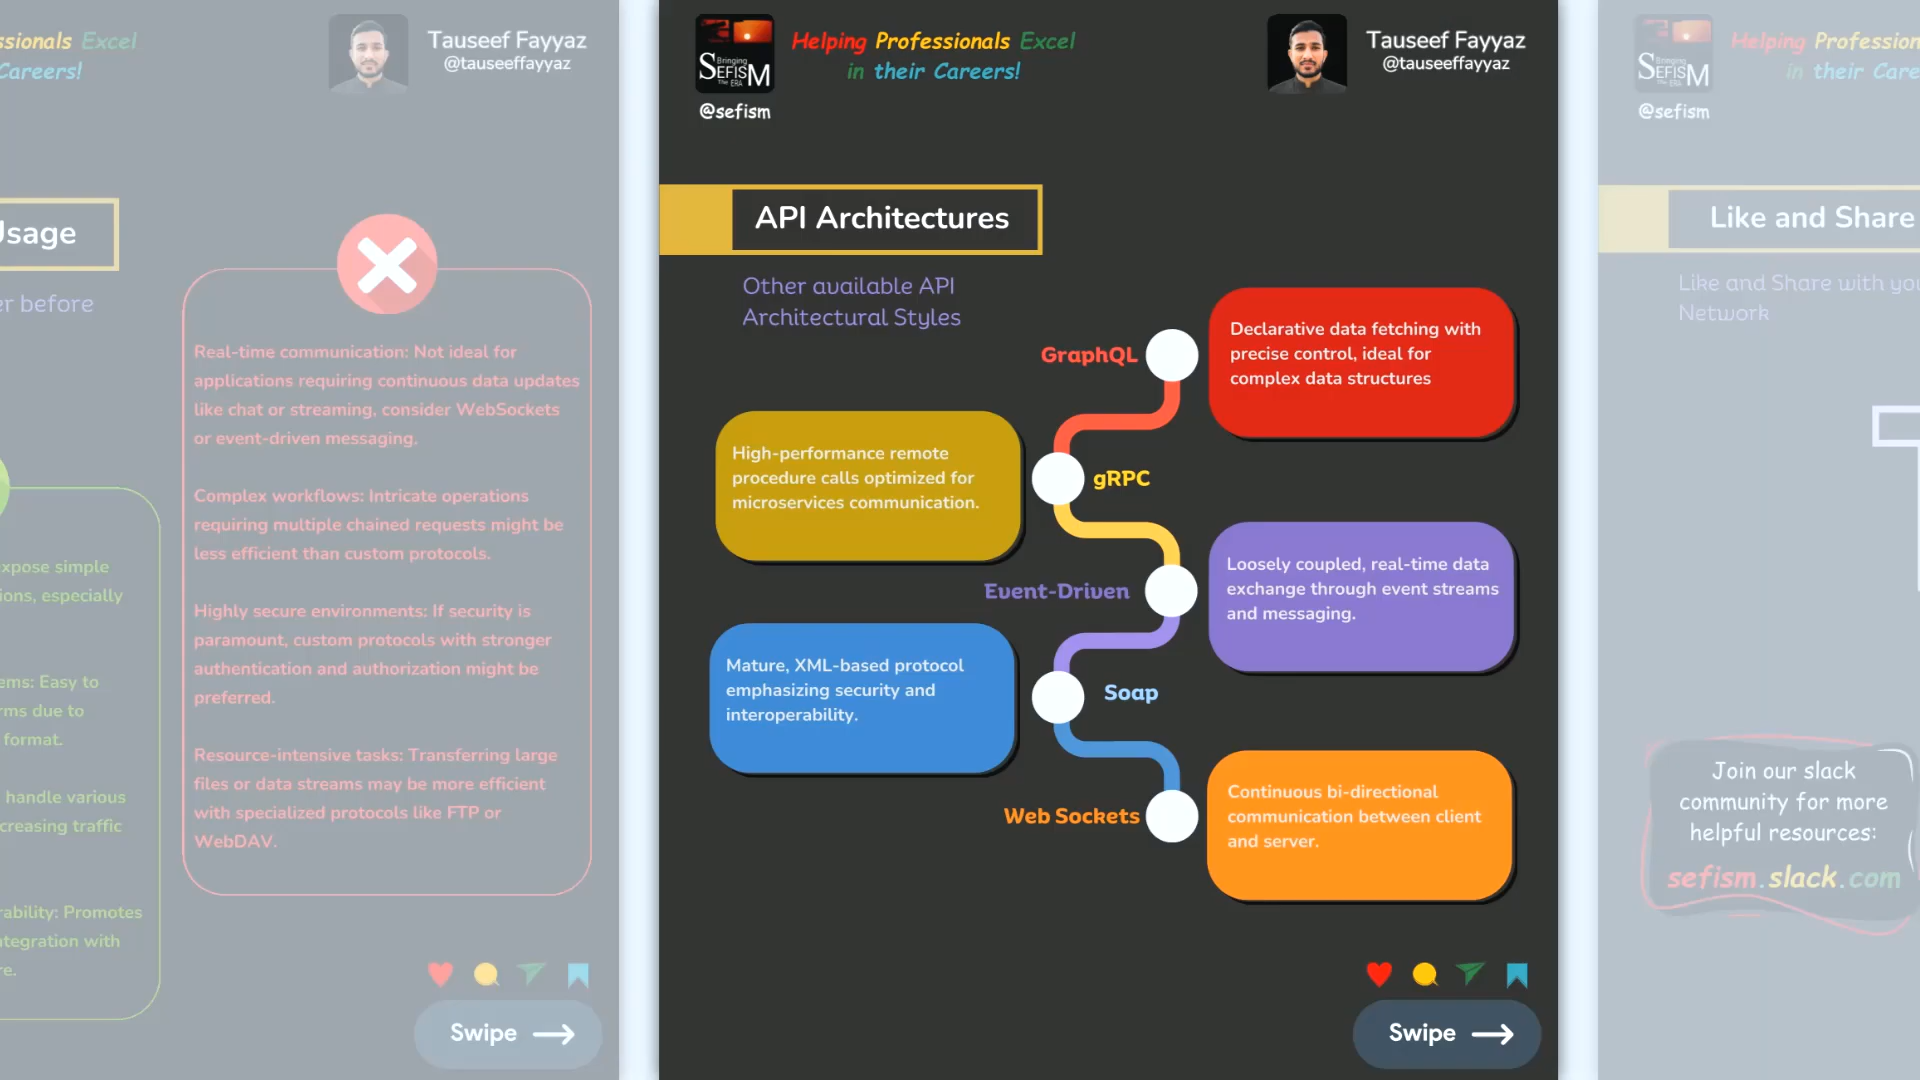 ssionals Excel
Careers!
Tauseef Fayyaz
@tauseeffayyaz
Usage
er before
Real-time communication: Not ideal for
applications requiring continuous data updates
like chat or streaming, consider WebSockets
or event-driven messaging.
Complex workflows: Intricate operations
requiring multiple chained requests might be
less efficient than custom protocols.
Highly secure environments: If security is
paramount, custom protocols with stronger
authentication and authorization might be
preferred.
Resource-intensive tasks: Transferring large
files or data streams may be more efficient
with specialized protocols like FTP or
WebDAV.
xpose simple
ions, especially
ems: Easy to
rms due to
format.
handle various
creasing traffic
rability: Promotes
ntegration with
re.
Swipe
Bringing
SEFISM
The ERA
@sefism
Helping Professionals Excel
in their Careers!
Tauseef Fayyaz
@tauseeffayyaz
API Architectures
Other available API
Architectural Styles
GraphQL
Declarative data fetching with
precise control, ideal for
complex data structures
High-performance remote
procedure calls optimized for
microservices communication.
gRPC
Event-Driven
Loosely coupled, real-time data
exchange through event streams
and messaging.
Mature, XML-based protocol
emphasizing security and
interoperability.
Soap
Web Sockets
Continuous bi-directional
communication between client
and server.
Swipe
Bringing
SEFISM
The ERA
@sefism
Helping Profession
in their Care
Like and Share
Like and Share with you
Network
Join our slack
community for more
helpful resources:
sefism.slack.com